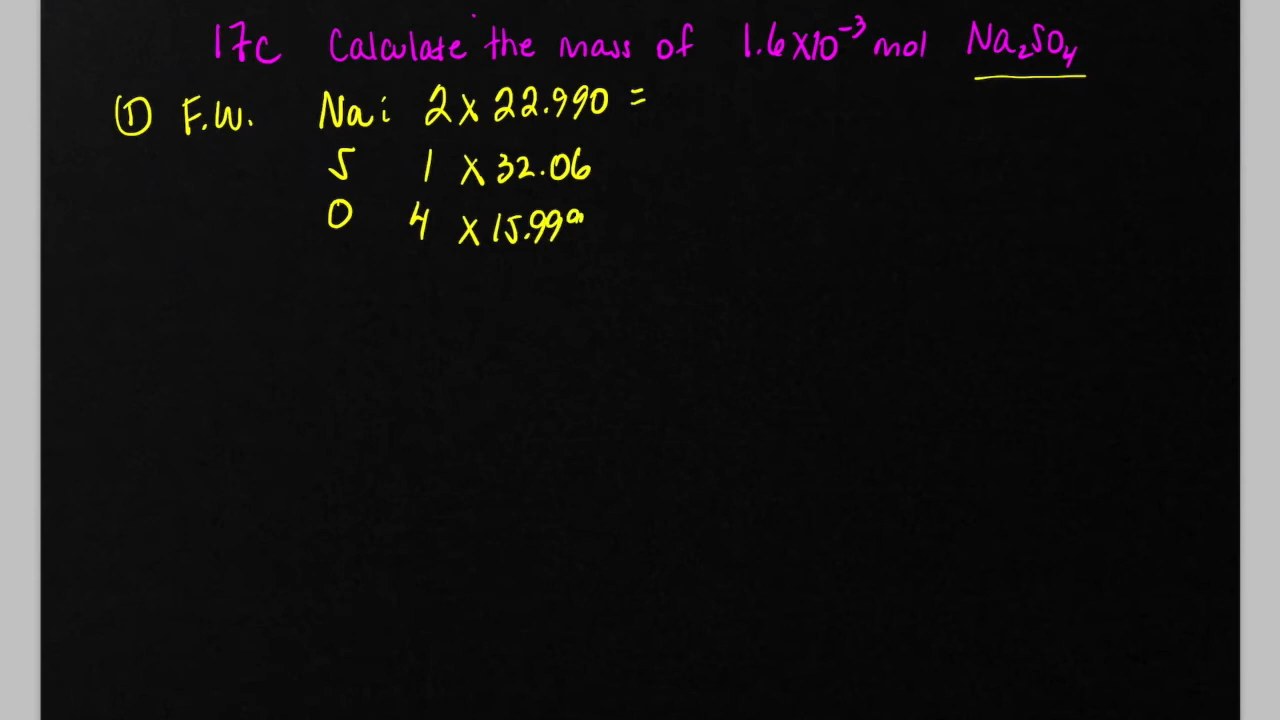 17c Calculate the mass of 1.6x10⁻³ mol Na₂SO₄
① F.W. Na: 2 x 22.990 =
S 1 x 32.06
O 4 x 15.99